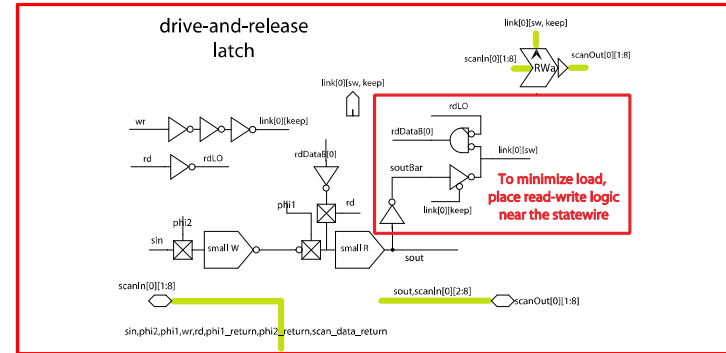 drive-and-release
latch
link[0][sw, keep]
scanIn[0][1:8]
RWa
scanOut[0][1:8]
link[0][sw, keep]
rdLO
wr
link[0][keep]
rdDataB[0]
link[0][sw]
rd
rdLO
rdDataB[0]
soutBar
To minimize load,
place read-write logic
near the statewire
link[0][keep]
phi1
rd
phi2
sin
small W
small R
sout
scanIn[0][1:8]
sout,scanIn[0][2:8]
scanOut[0][1:8]
sin,phi2,phi1,wr,rd,phi1_return,phi2_return,scan_data_return